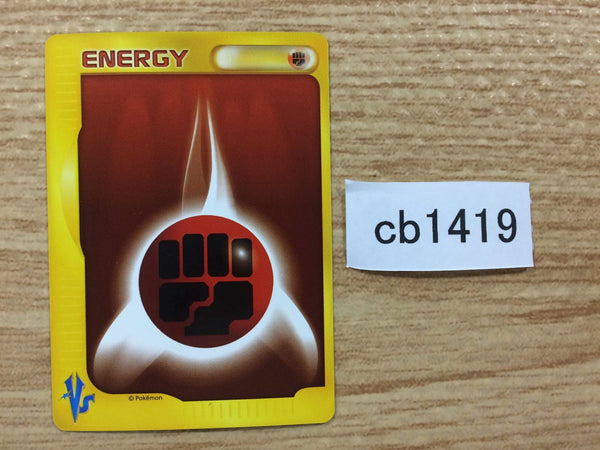 ENERGY
cb1419
VS
© Pokémon